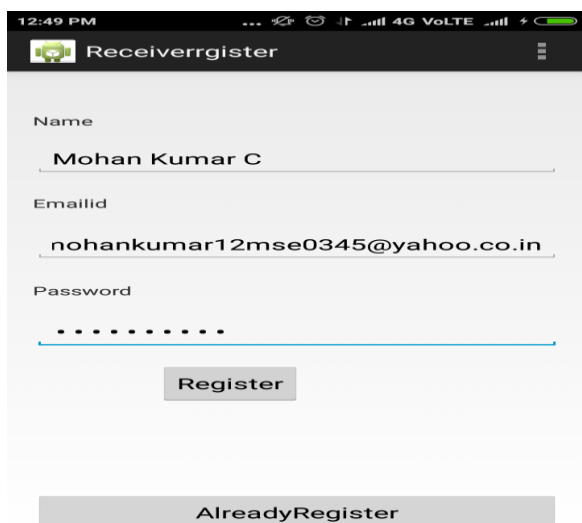 12:49 PM ... 4G VoLTE
Receiverrgister
Name
Mohan Kumar C
Emailid
nohankumar12mse0345@yahoo.co.in
Password
..........
Register
AlreadyRegister